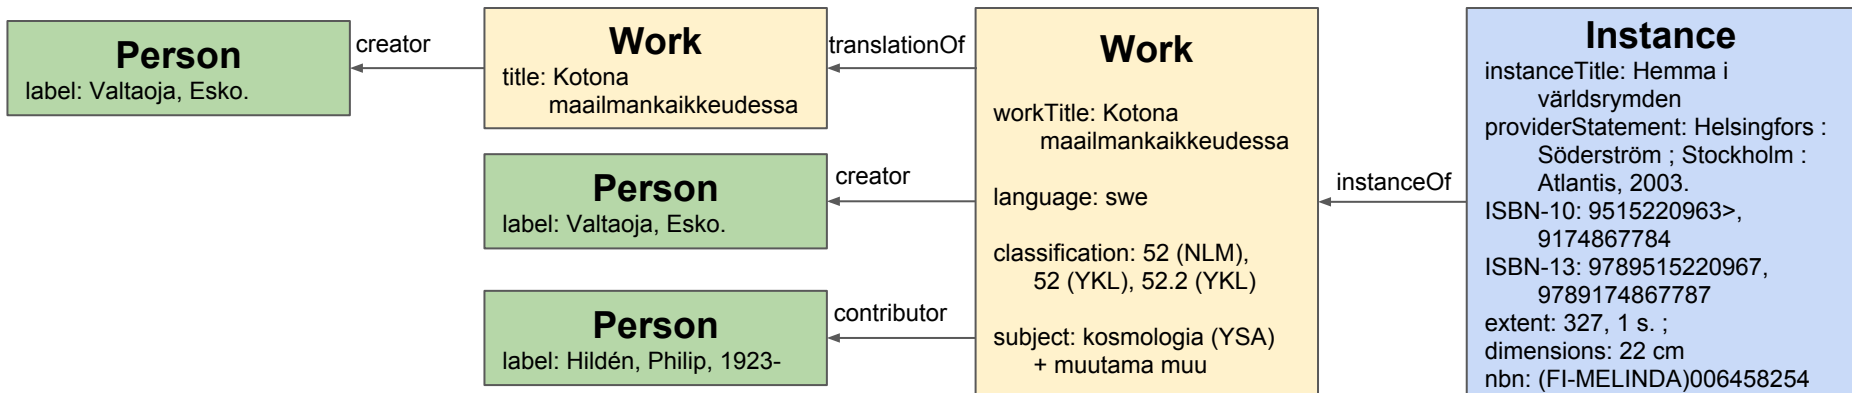 Person
label: Valtaoja, Esko.
creator
Work
title: Kotona
maailmankaikkeudessa
translationOf
Person
label: Valtaoja, Esko.
creator
Person
label: Hildén, Philip, 1923-
contributor
Work
workTitle: Kotona
maailmankaikkeudessa
language: swe
classification: 52 (NLM),
52 (YKL), 52.2 (YKL)
subject: kosmologia (YSA)
+ muutama muu
instanceOf
Instance
instanceTitle: Hemma i
världsrymden
providerStatement: Helsingfors :
Söderström ; Stockholm :
Atlantis, 2003.
ISBN-10: 9515220963>,
9174867784
ISBN-13: 9789515220967,
9789174867787
extent: 327, 1 s. ;
dimensions: 22 cm
nbn: (FI-MELINDA)006458254